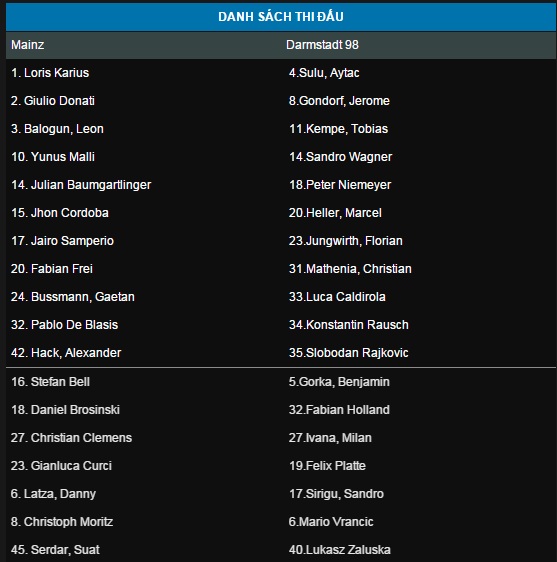 DANH SÁCH THI ĐẤU
Mainz Darmstadt 98
1. Loris Karius 4.Sulu, Aytac
2. Giulio Donati 8.Gondorf, Jerome
3. Balogun, Leon 11.Kempe, Tobias
10. Yunus Malli 14.Sandro Wagner
14. Julian Baumgartlinger 18.Peter Niemeyer
15. Jhon Cordoba 20.Heller, Marcel
17. Jairo Samperio 23.Jungwirth, Florian
20. Fabian Frei 31.Mathenia, Christian
24. Bussmann, Gaetan 33.Luca Caldirola
32. Pablo De Blasis 34.Konstantin Rausch
42. Hack, Alexander 35.Slobodan Rajkovic
16. Stefan Bell 5.Gorka, Benjamin
18. Daniel Brosinski 32.Fabian Holland
27. Christian Clemens 27.Ivana, Milan
23. Gianluca Curci 19.Felix Platte
6. Latza, Danny 17.Sirigu, Sandro
8. Christoph Moritz 6.Mario Vrancic
45. Serdar, Suat 40.Lukasz Zaluska